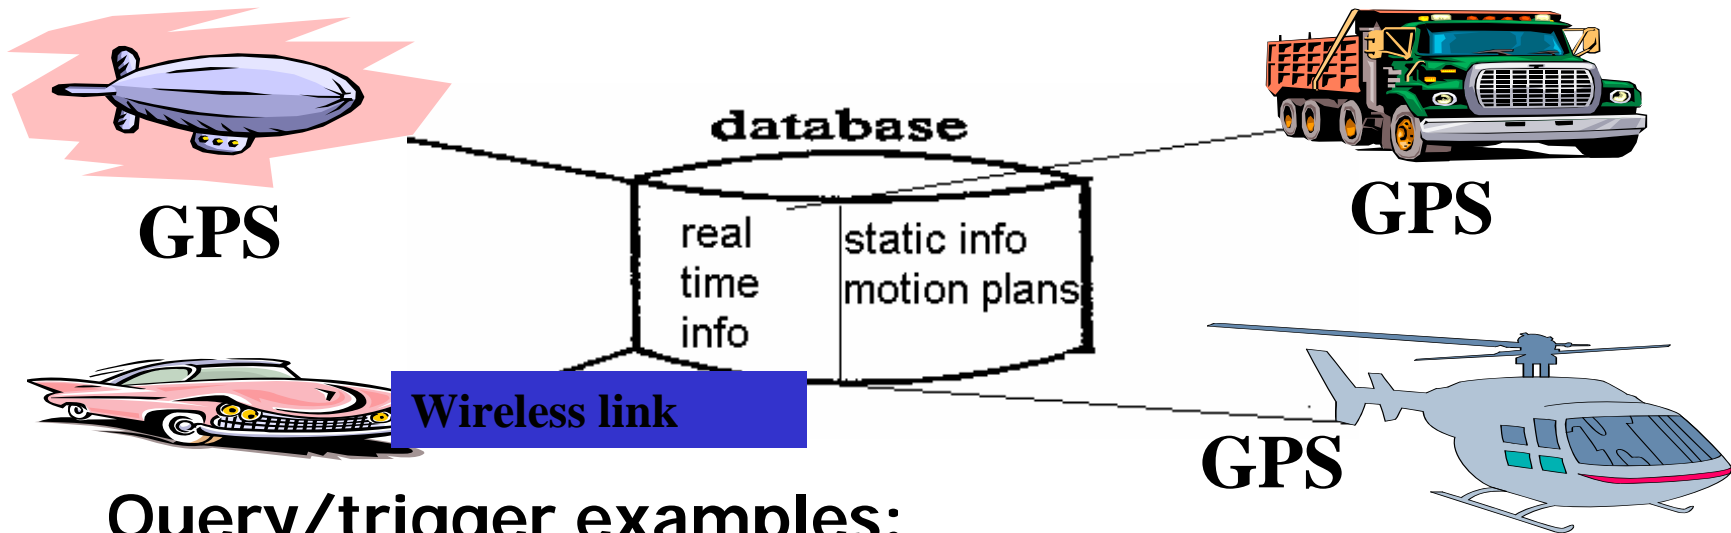 database
GPS
GPS
real
time
info
static info
motion plans
Wireless link
GPS
Query/trigger examples: